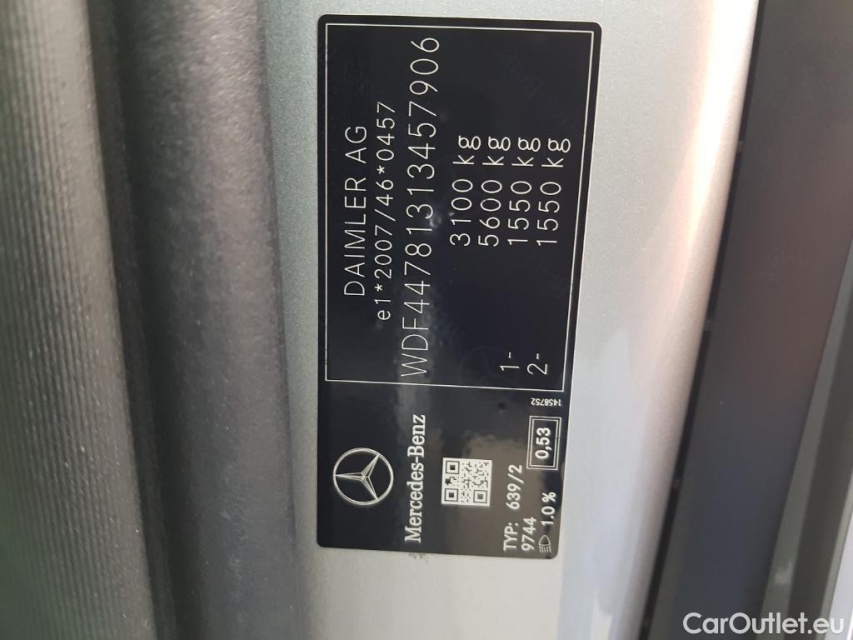 DAIMLER AG
e1*2007/46*0457
WDF44781313457906
3100 kg
5600 kg
1- 1550 kg
2- 1550 kg
Mercedes-Benz
TYP: 639/2
9744
1.0 %
0,53
1458752
CarOutlet.eu